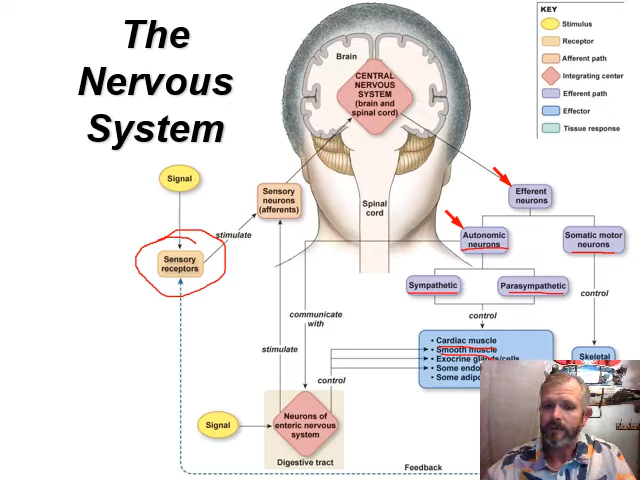 The
Nervous
System
KEY
Stimulus
Receptor
Afferent path
Integrating center
Efferent path
Effector
Tissue response
Brain
CENTRAL
NERVOUS
SYSTEM
(brain and
spinal cord)
Signal
Sensory
neurons
(afferents)
Efferent
neurons
Spinal
cord
stimulate
Autonomic
neurons
Somatic motor
neurons
Sensory
receptors
Sympathetic
Parasympathetic
control
communicate
with
control
Cardiac muscle
Smooth muscle
Exocrine glands/cells
Some
Some
Skeletal
stimulate
control
Signal
Neurons of
enteric nervous
system
Digestive tract
Feedback